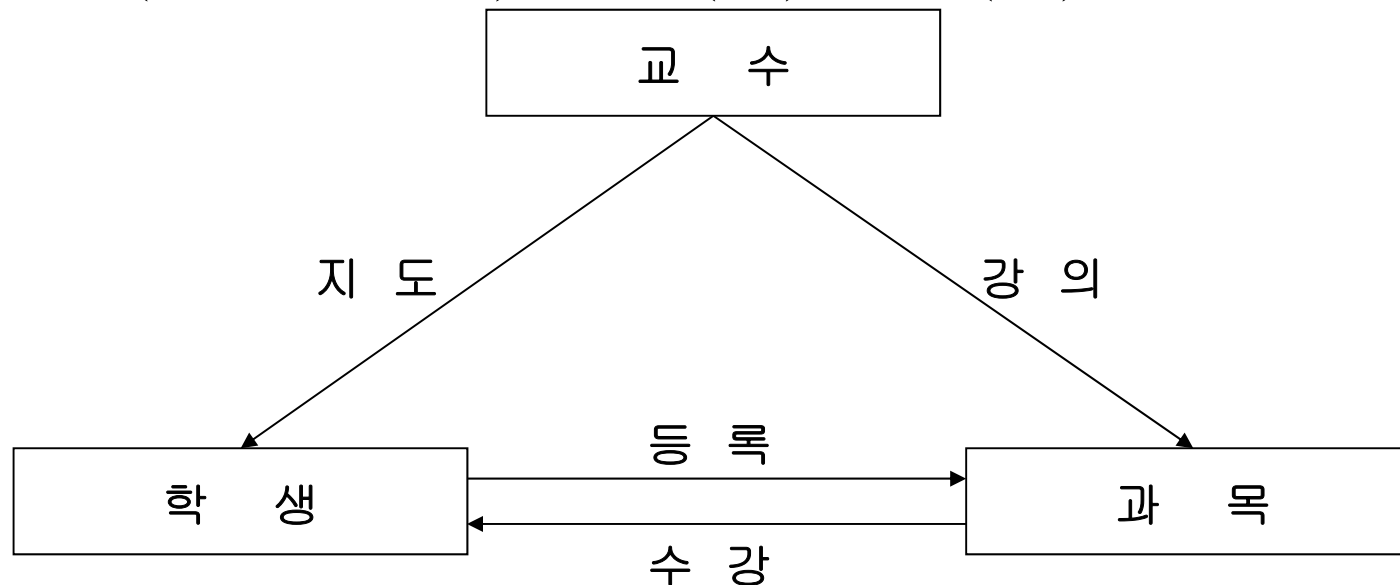 교 수
지 도
강 의
등 록
학 생
과 목
수 강